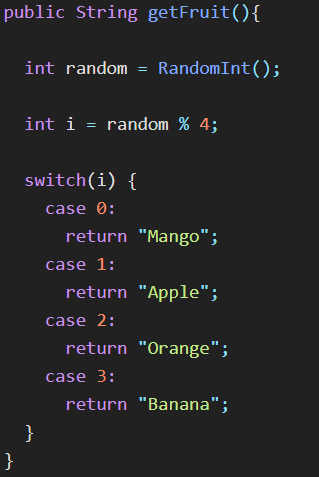 public String getFruit(){
int random = RandomInt();
int i = random % 4;
switch(i) {
case 0:
return "Mango";
case 1:
return "Apple";
case 2:
return "Orange";
case 3:
return "Banana";
}
}